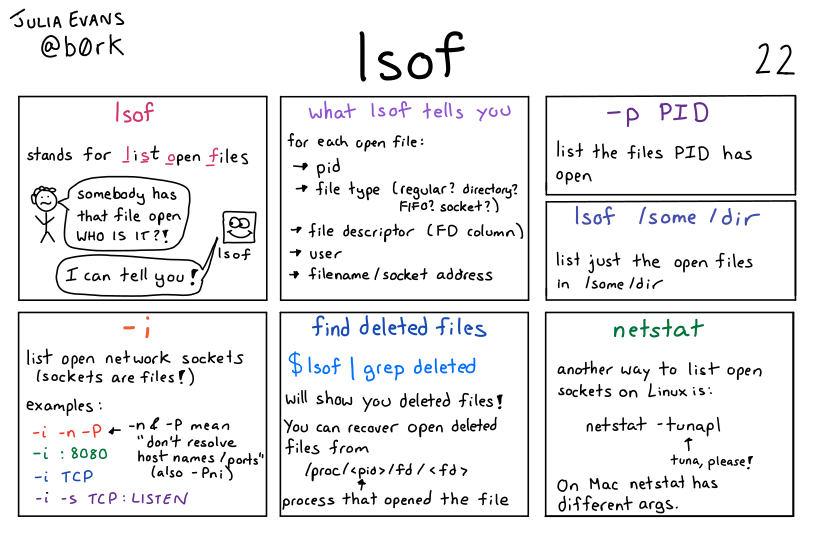 JULIA EVANS
@b0rk
lsof
22
lsof
stands for list open files
somebody has
that file open
WHO IS IT?!
lsof
I can tell you!
what lsof tells you
for each open file:
→ pid
→ file type (regular? directory?
FIFO? socket?)
→ file descriptor (FD column)
→ user
→ filename/socket address
-p PID
list the files PID has
open
lsof /some/dir
list just the open files
in /some/dir
-i
list open network sockets
(sockets are files!)
examples:
-i -n -P ← -n & -P mean
"don't resolve
host names/ports"
(also -Pni)
-i :8080
-i TCP
-i -s TCP:LISTEN
find deleted files
$ lsof | grep deleted
will show you deleted files!
You can recover open deleted
files from
/proc/<pid>/fd/<fd>
process that opened the file
netstat
another way to list open
sockets on Linux is:
netstat -tunapl
tuna, please!
On Mac netstat has
different args.